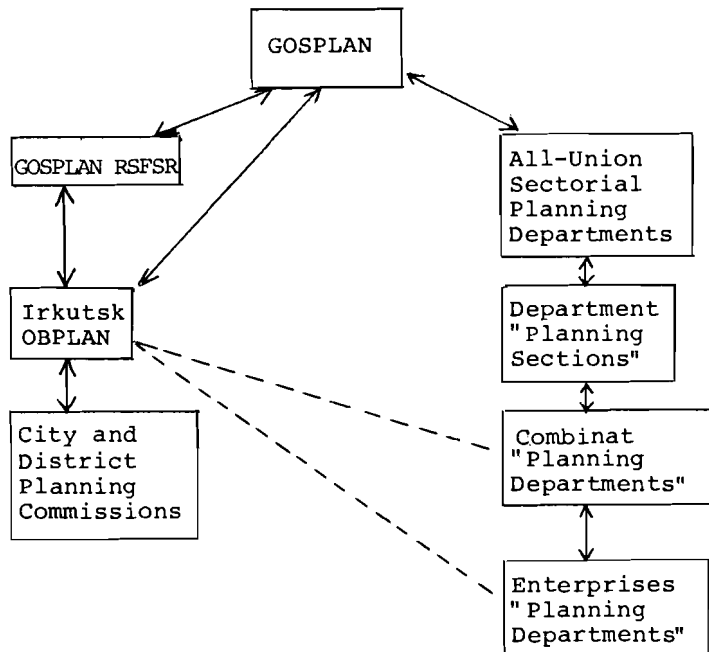 GOSPLAN
GOSPLAN RSFSR
All-Union
Sectorial
Planning
Departments
Irkutsk
OBPLAN
Department
"Planning
Sections"
City and
District
Planning
Commissions
Combinat
"Planning
Departments"
Enterprises
"Planning
Departments"